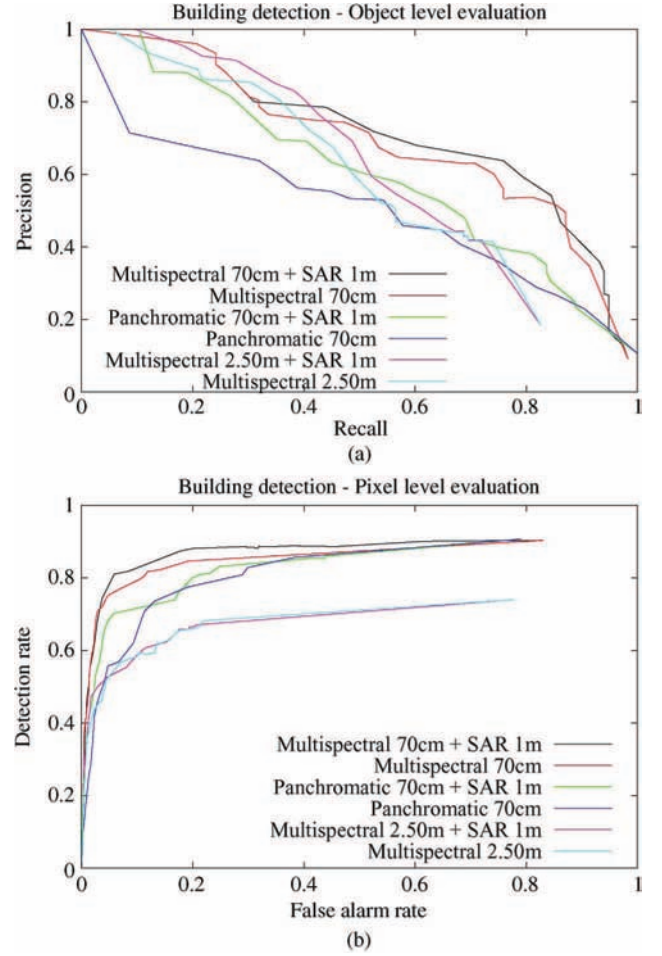 Building detection - Object level evaluation
1
0.8
0.6
0.4
0.2
0
Precision
Multispectral 70cm + SAR 1m
Multispectral 70cm
Panchromatic 70cm + SAR 1m
Panchromatic 70cm
Multispectral 2.50m + SAR 1m
Multispectral 2.50m
0 0.2 0.4 0.6 0.8 1
Recall
(a)
Building detection - Pixel level evaluation
1
0.8
0.6
0.4
0.2
0
Detection rate
Multispectral 70cm + SAR 1m
Multispectral 70cm
Panchromatic 70cm + SAR 1m
Panchromatic 70cm
Multispectral 2.50m + SAR 1m
Multispectral 2.50m
0 0.2 0.4 0.6 0.8 1
False alarm rate
(b)